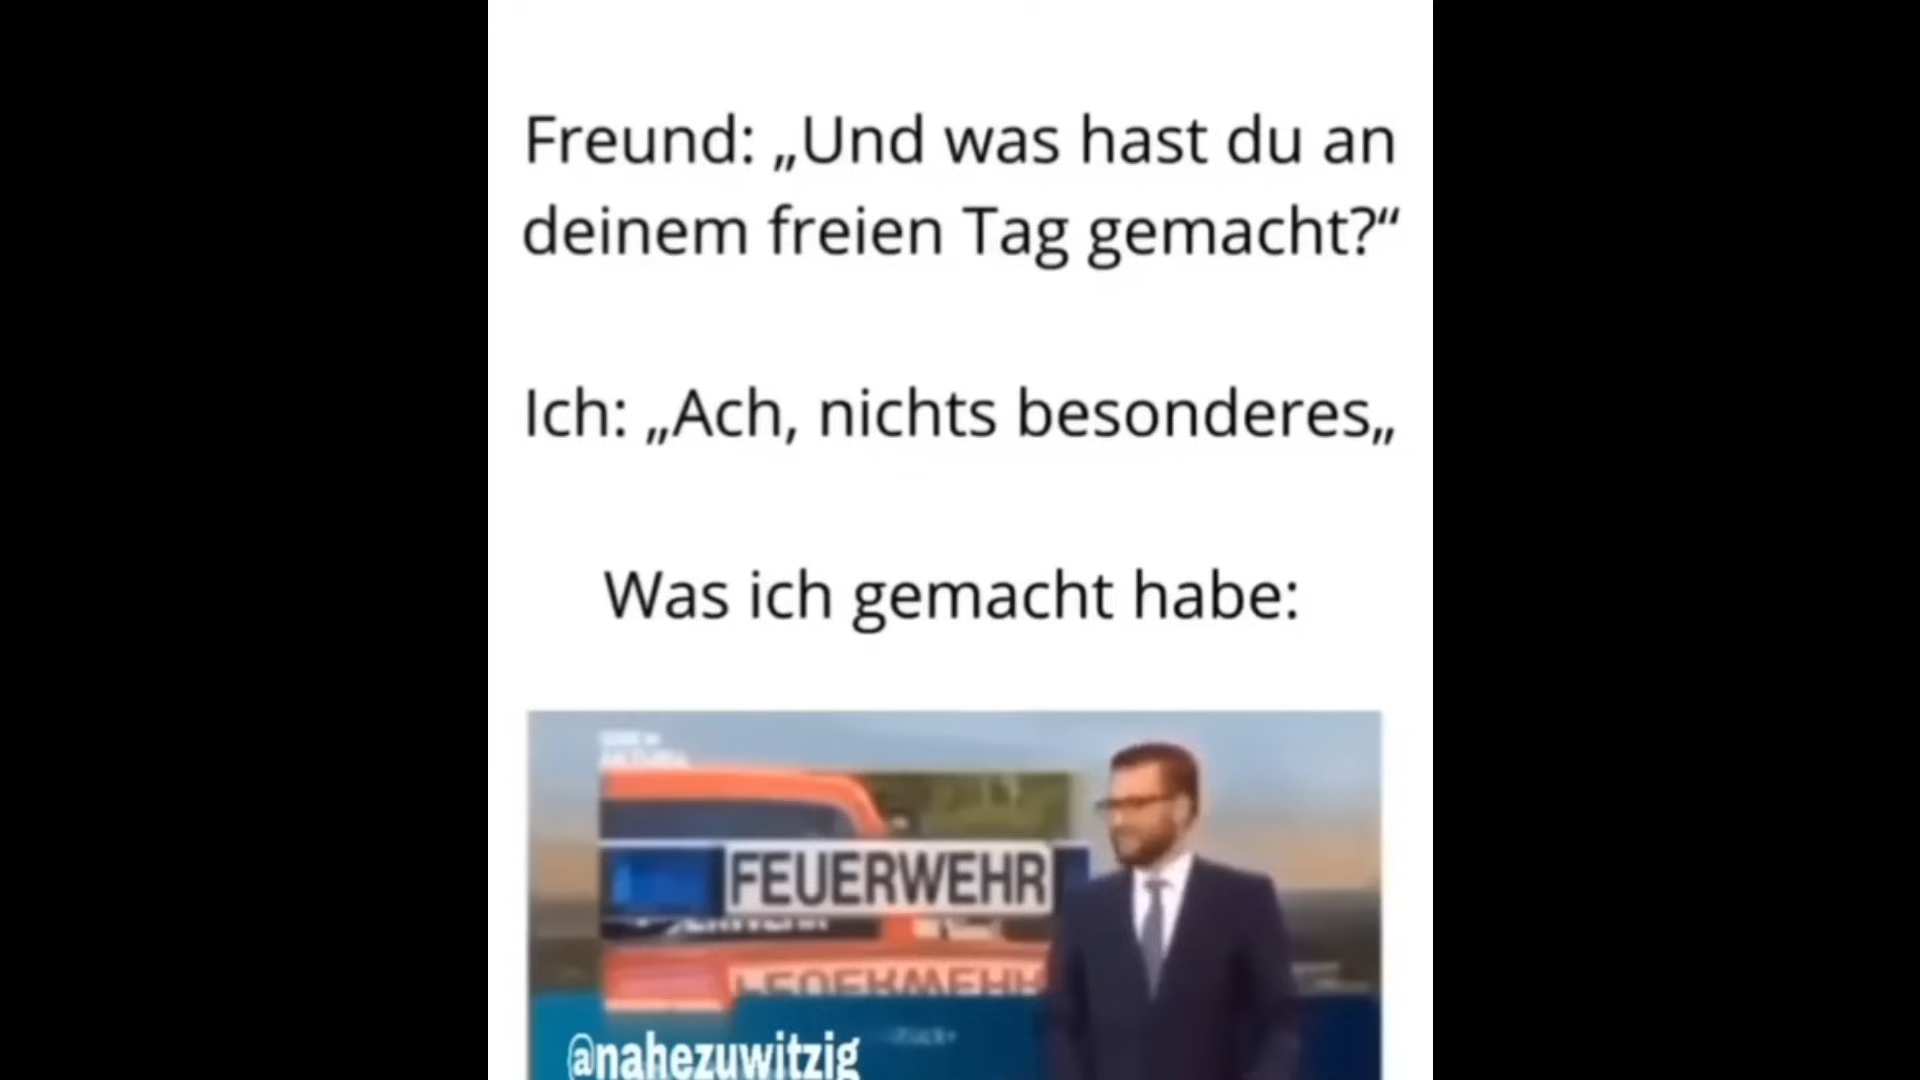 Freund: „Und was hast du an
deinem freien Tag gemacht?“
Ich: „Ach, nichts besonderes„
Was ich gemacht habe:
FEUERWEHR
@nahezuwitzig